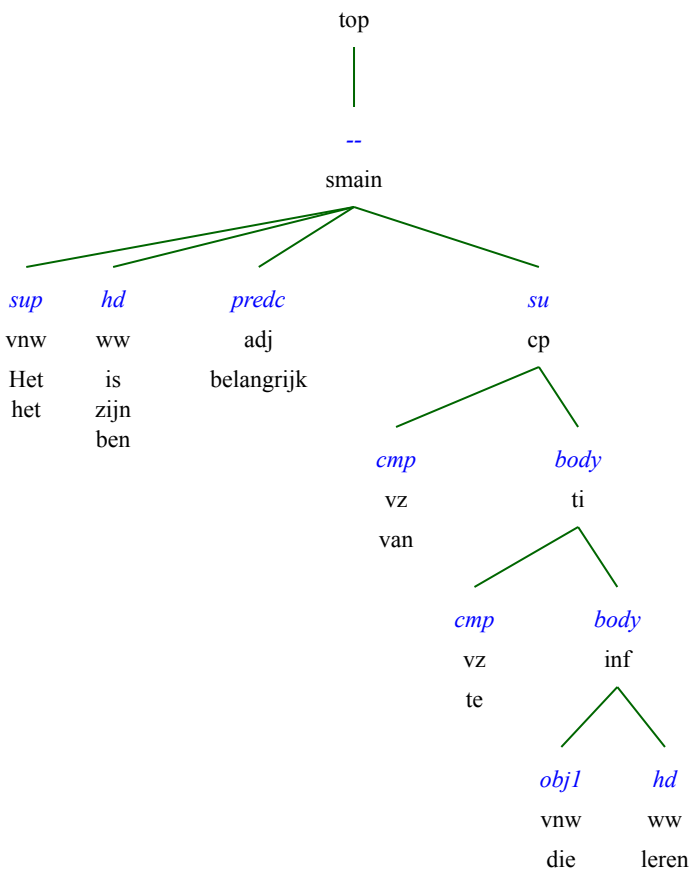 top
--
smain
sup hd predc su
vnw ww adj cp
Het is belangrijk
het zijn
ben
cmp body
vz ti
van
cmp body
vz inf
te
obj1 hd
vnw ww
die leren